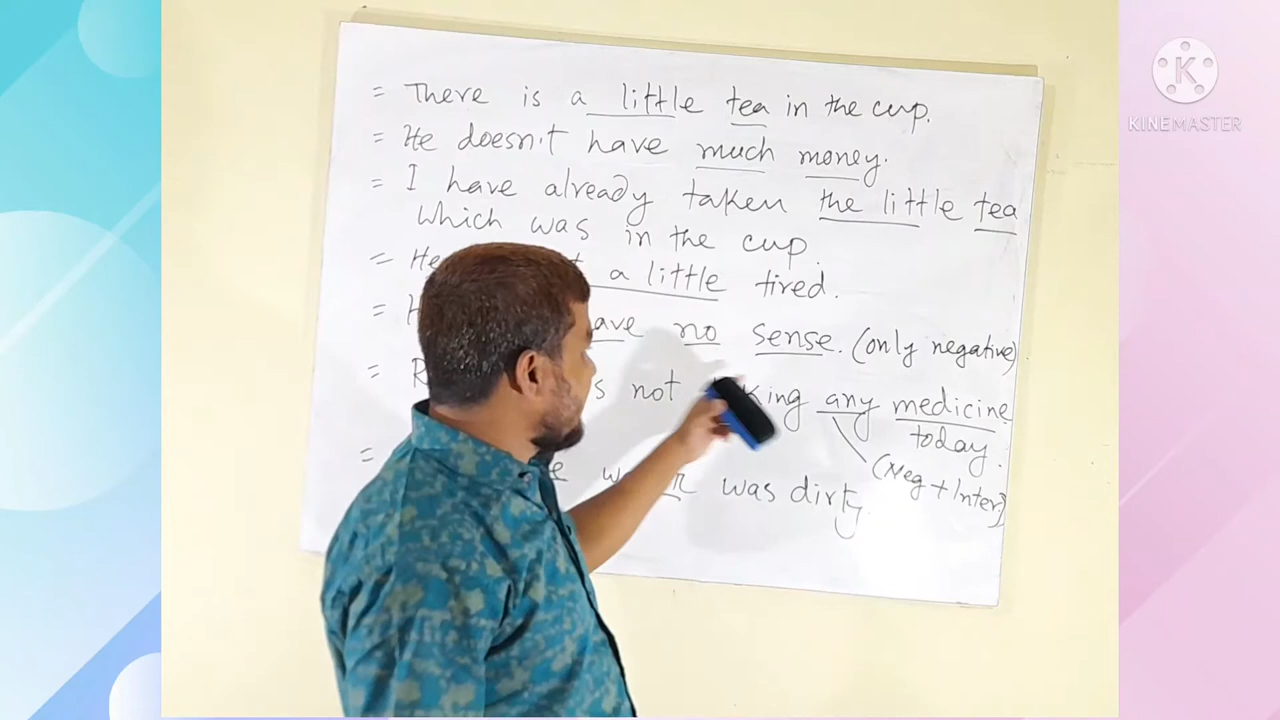 = There is a little tea in the cup.
= He doesn't have much money.
= I have already taken the little tea
which was in the cup.
= He a little tired.
= have no sense. (only negative)
= not any medicine
today.
(Neg + Inter)
= was dirty.
KINEMASTER